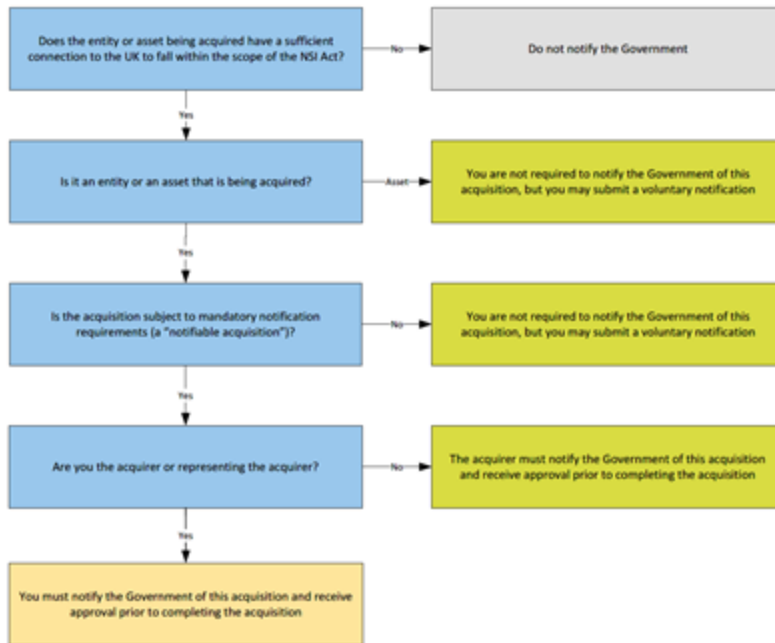 Does the entity or asset being acquired have a sufficient
connection to the UK to fall within the scope of the NSI Act?
No
Do not notify the Government
Yes
Is it an entity or an asset that is being acquired?
Asset
You are not required to notify the Government of this
acquisition, but you may submit a voluntary notification
Yes
Is the acquisition subject to mandatory notification
requirements (a “notifiable acquisition”)?
No
You are not required to notify the Government of this
acquisition, but you may submit a voluntary notification
Yes
Are you the acquirer or representing the acquirer?
No
The acquirer must notify the Government of this acquisition
and receive approval prior to completing the acquisition
Yes
You must notify the Government of this acquisition and receive
approval prior to completing the acquisition